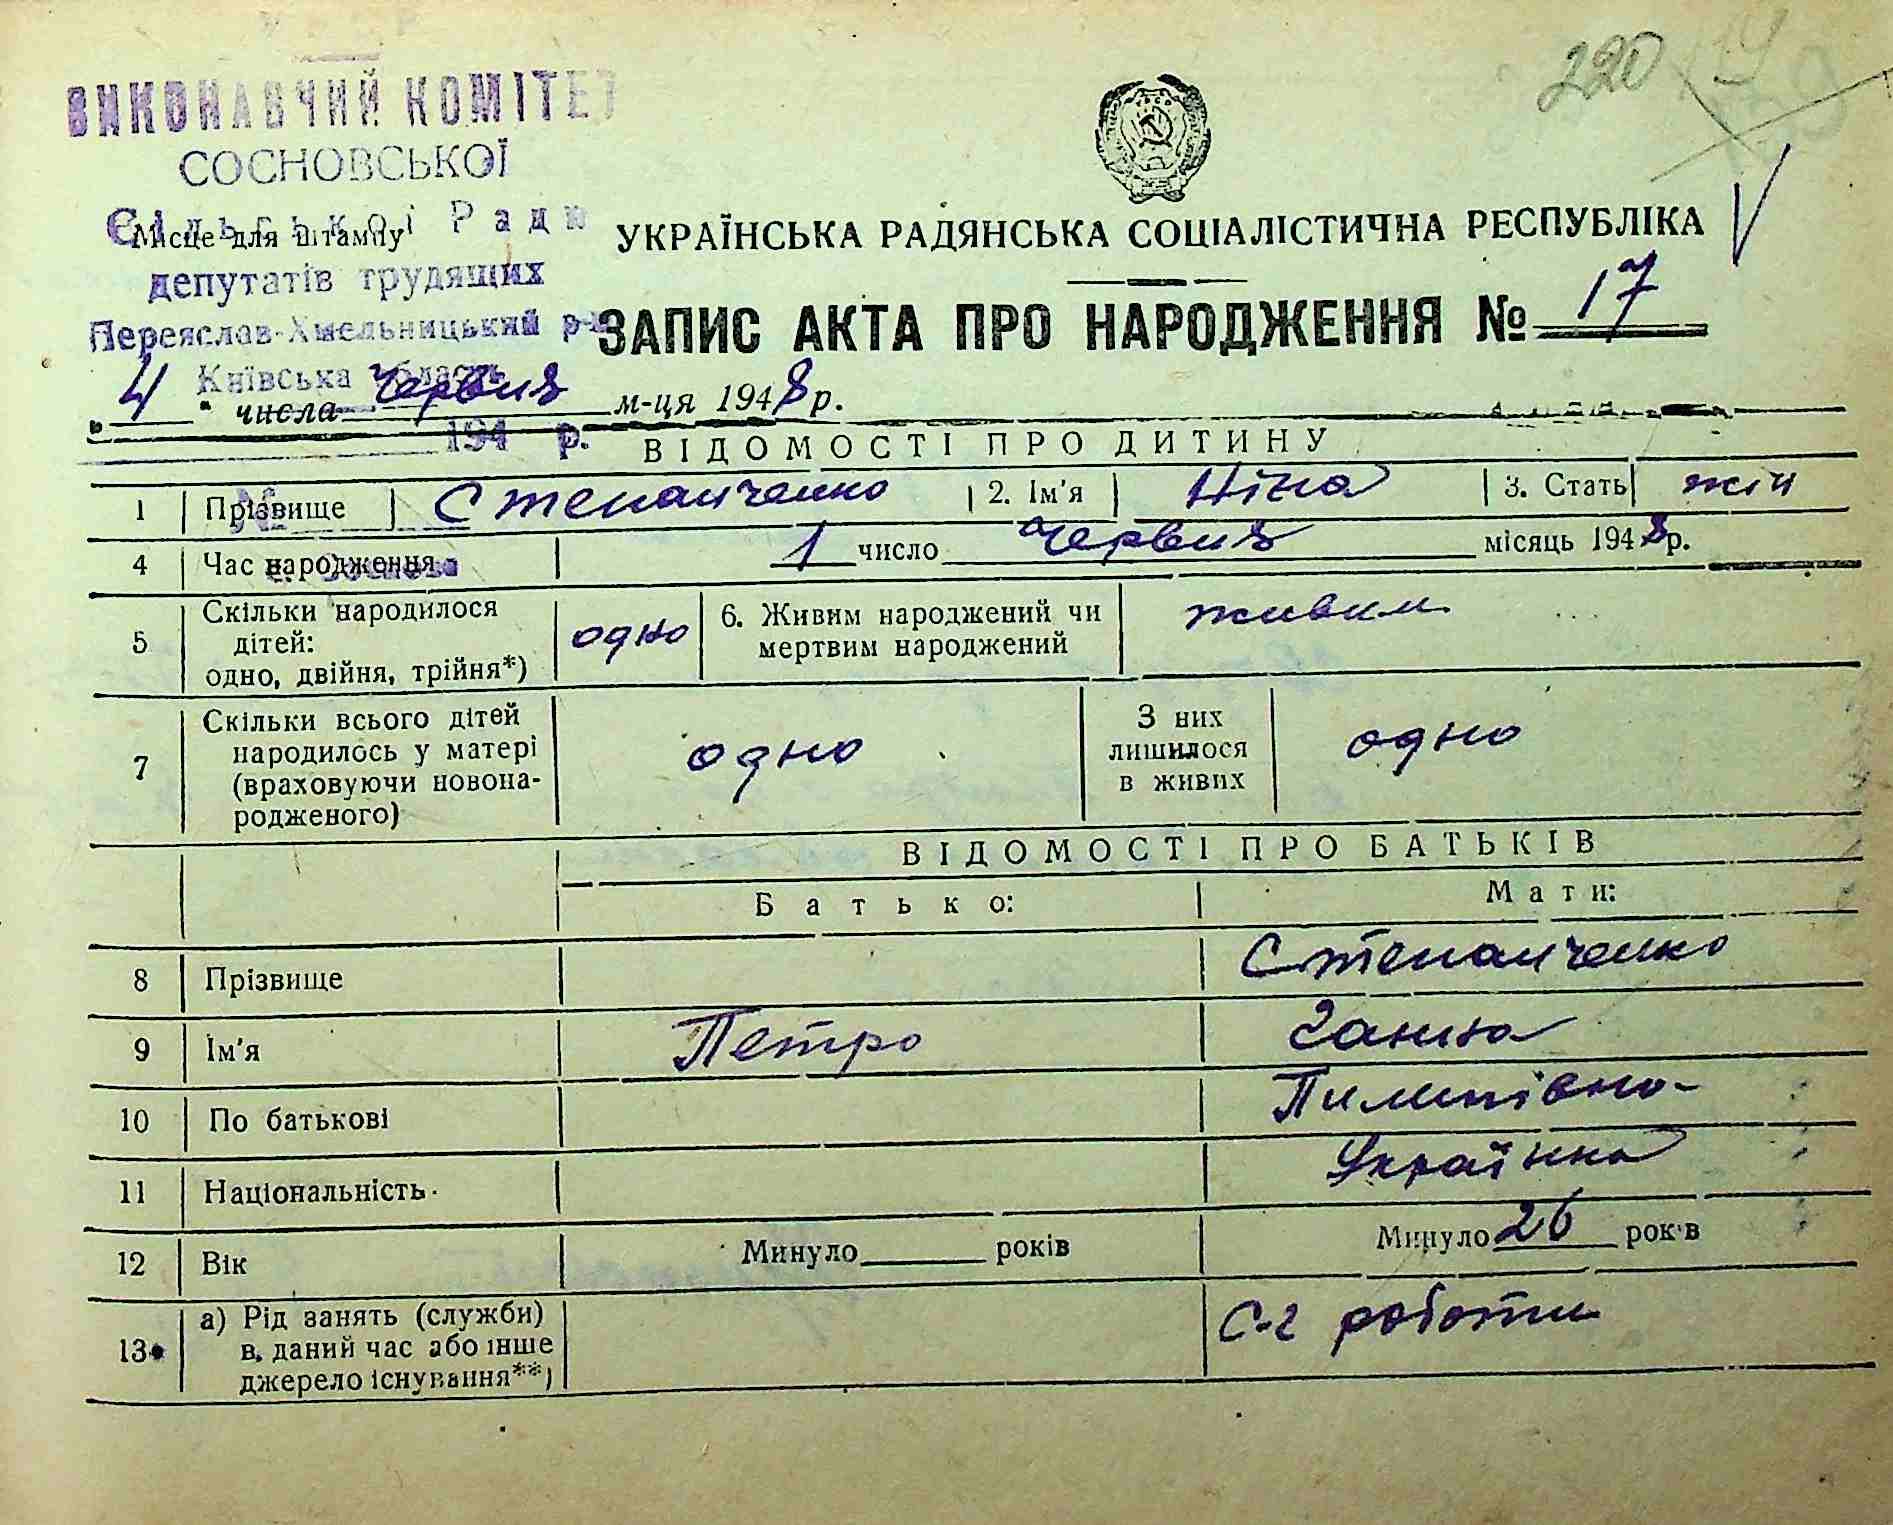 ВИКОНАВЧИЙ КОМІТЕТ
СОСНОВСЬКОЇ
Сільської Ради
Місце для штампу
депутатів трудящих
Переяслав-Хмельницький р-н
Київська область
194 р.
№
с. Соснова
220
УКРАЇНСЬКА РАДЯНСЬКА СОЦІАЛІСТИЧНА РЕСПУБЛІКА
ЗАПИС АКТА ПРО НАРОДЖЕННЯ № 17
„ 4 " числа червня м-ця 1948 р.
ВІДОМОСТІ ПРО ДИТИНУ
1 Прізвище Степанченко 2. Ім'я Ніна 3. Стать жін
4 Час народження 1 число червня місяць 1948 р.
5 Скільки народилося дітей: одно, двійня, трійня*) одно 6. Живим народжений чи мертвим народжений живим
7 Скільки всього дітей народилось у матері (враховуючи новонародженого) одно З них лишилося в живих одно
ВІДОМОСТІ ПРО БАТЬКІВ
Батько: Мати:
8 Прізвище Степанченко
9 Ім'я Петро Ганна
10 По батькові Пилипівна
11 Національність Українка
12 Вік Минуло років Минуло 26 років
13 а) Рід занять (служби) в даний час або інше джерело існування**) С-г роботи